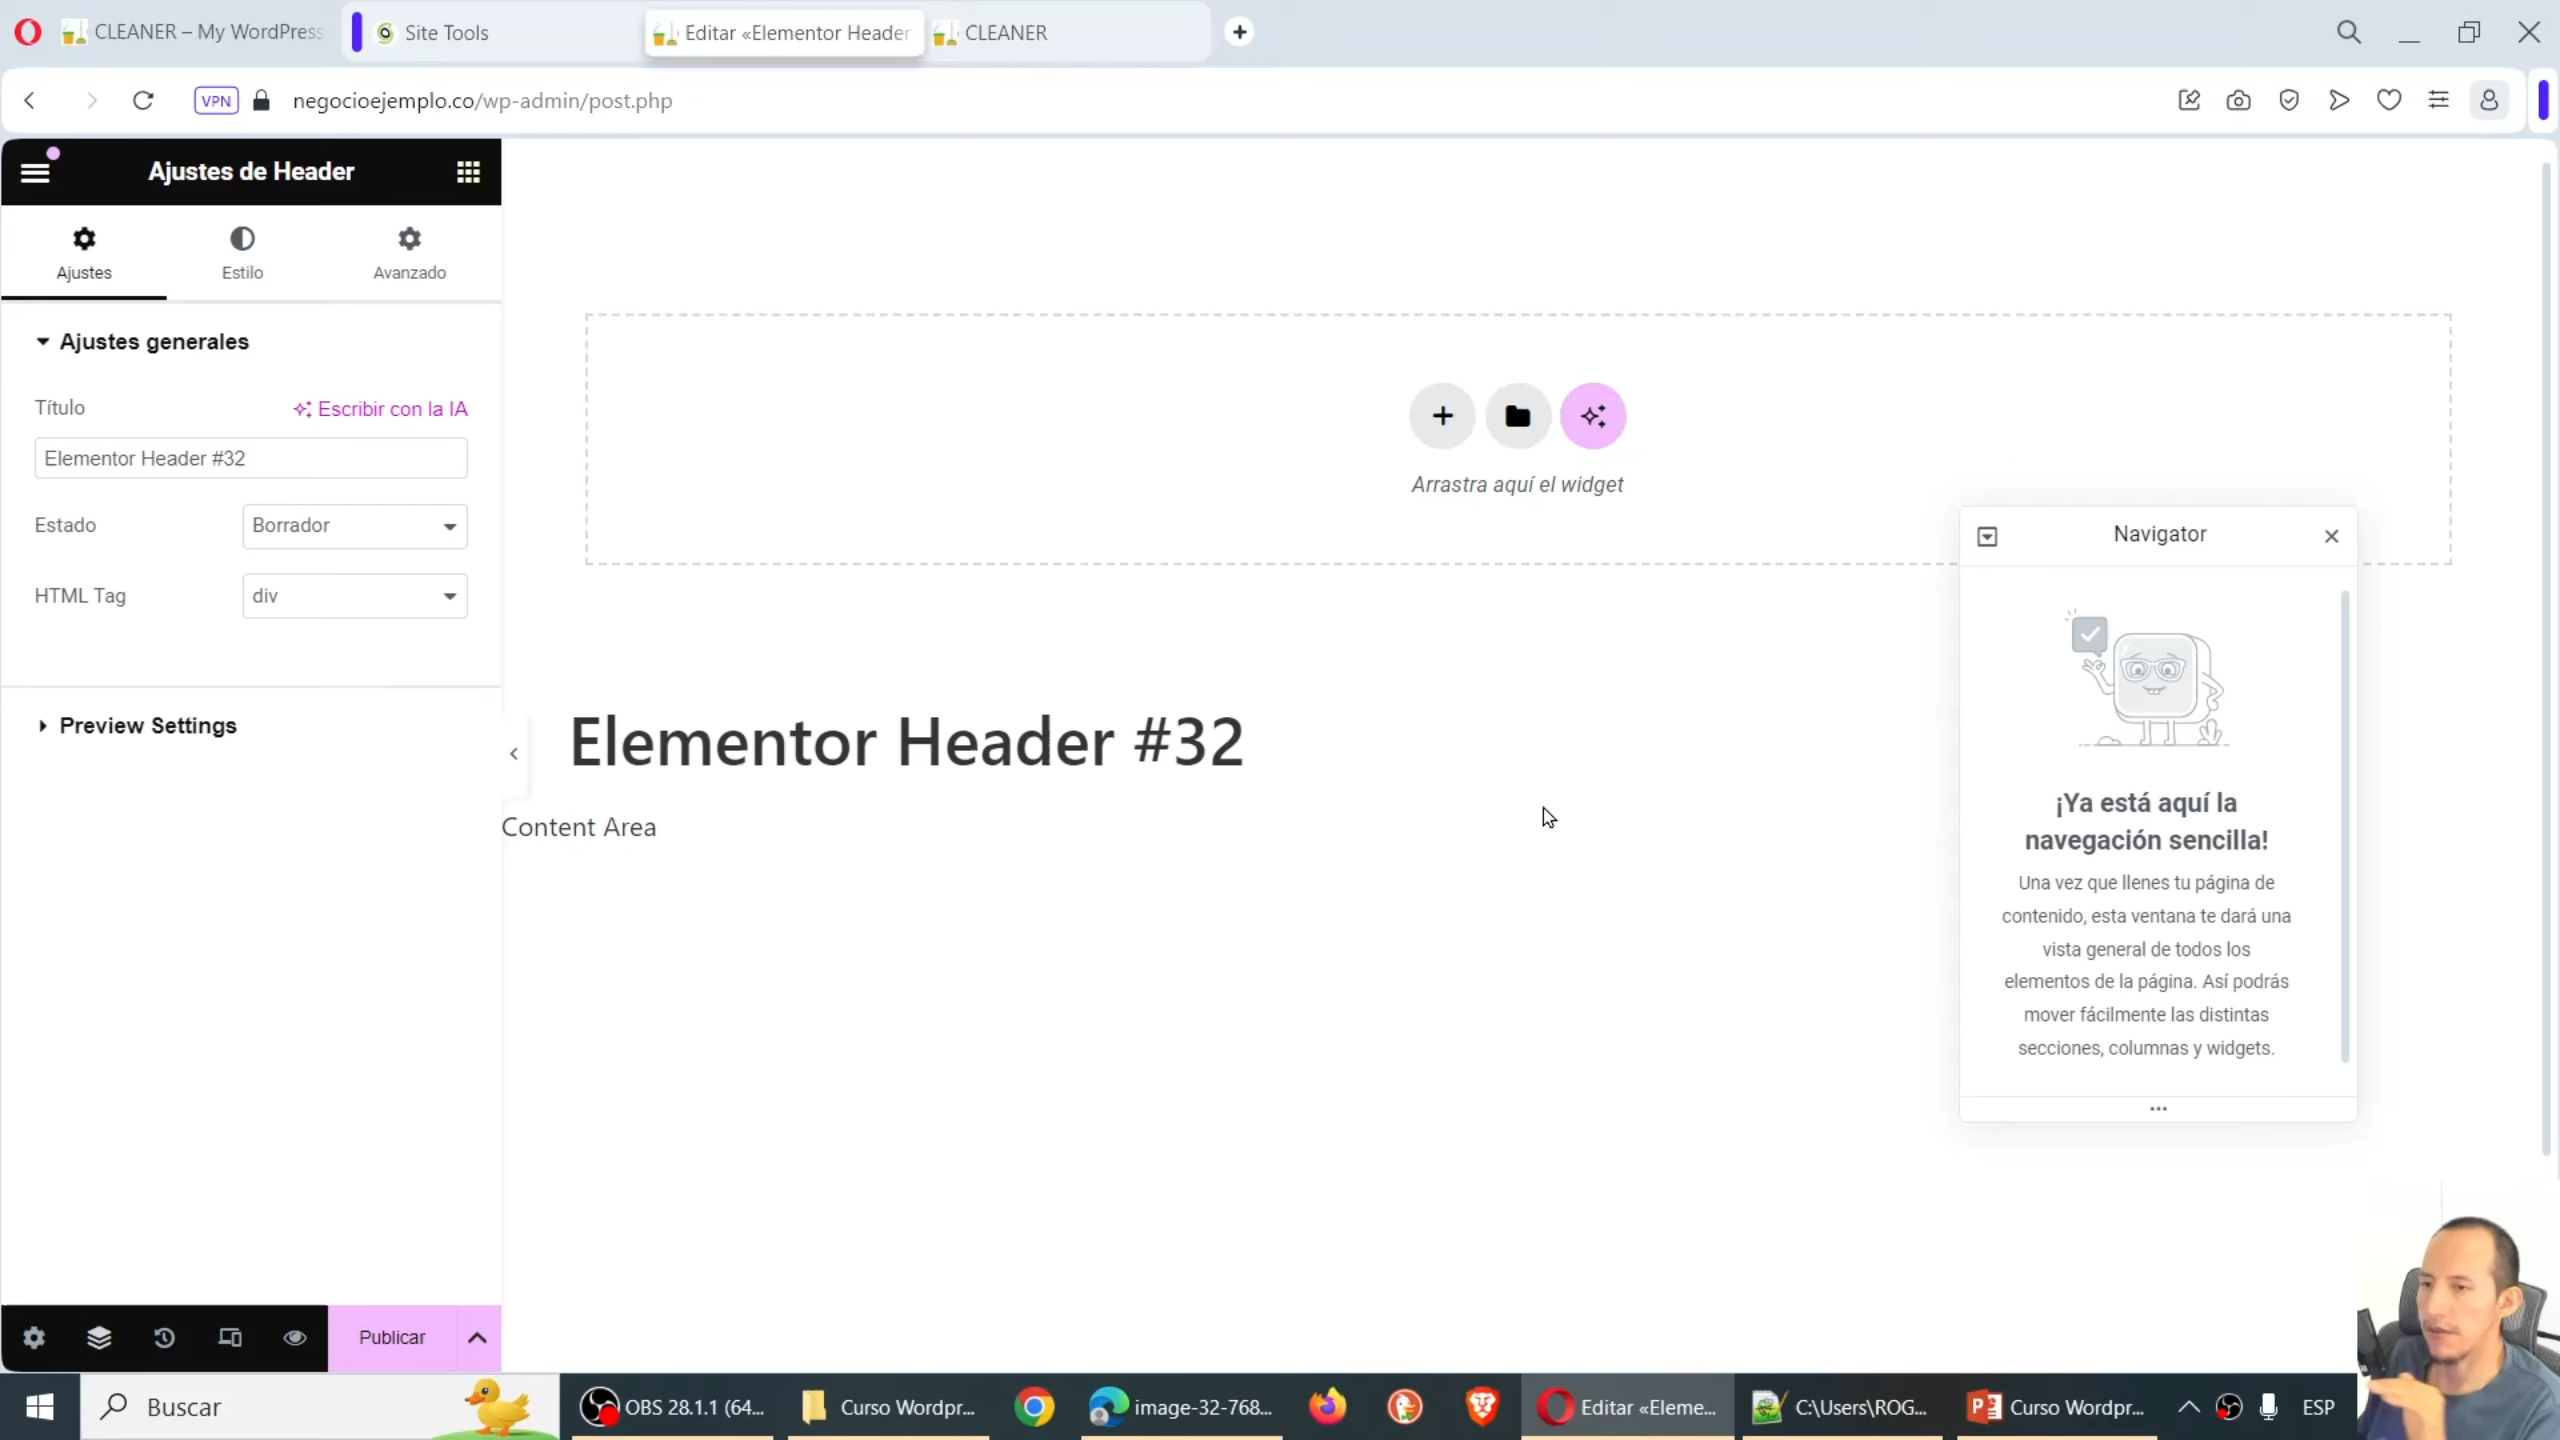 CLEANER – My WordPress
Site Tools
Editar «Elementor Header
CLEANER
VPN
negocioejemplo.co/wp-admin/post.php
Ajustes de Header
Ajustes
Estilo
Avanzado
Ajustes generales
Título
Escribir con la IA
Elementor Header #32
Estado
Borrador
HTML Tag
div
Preview Settings
Publicar
Arrastra aquí el widget
Elementor Header #32
Content Area
Navigator
¡Ya está aquí la
navegación sencilla!
Una vez que llenes tu página de
contenido, esta ventana te dará una
vista general de todos los
elementos de la página. Así podrás
mover fácilmente las distintas
secciones, columnas y widgets.
Buscar
OBS 28.1.1 (64...
Curso Wordpr...
image-32-768...
Editar «Eleme...
C:\Users\ROG...
Curso Wordpr...
ESP